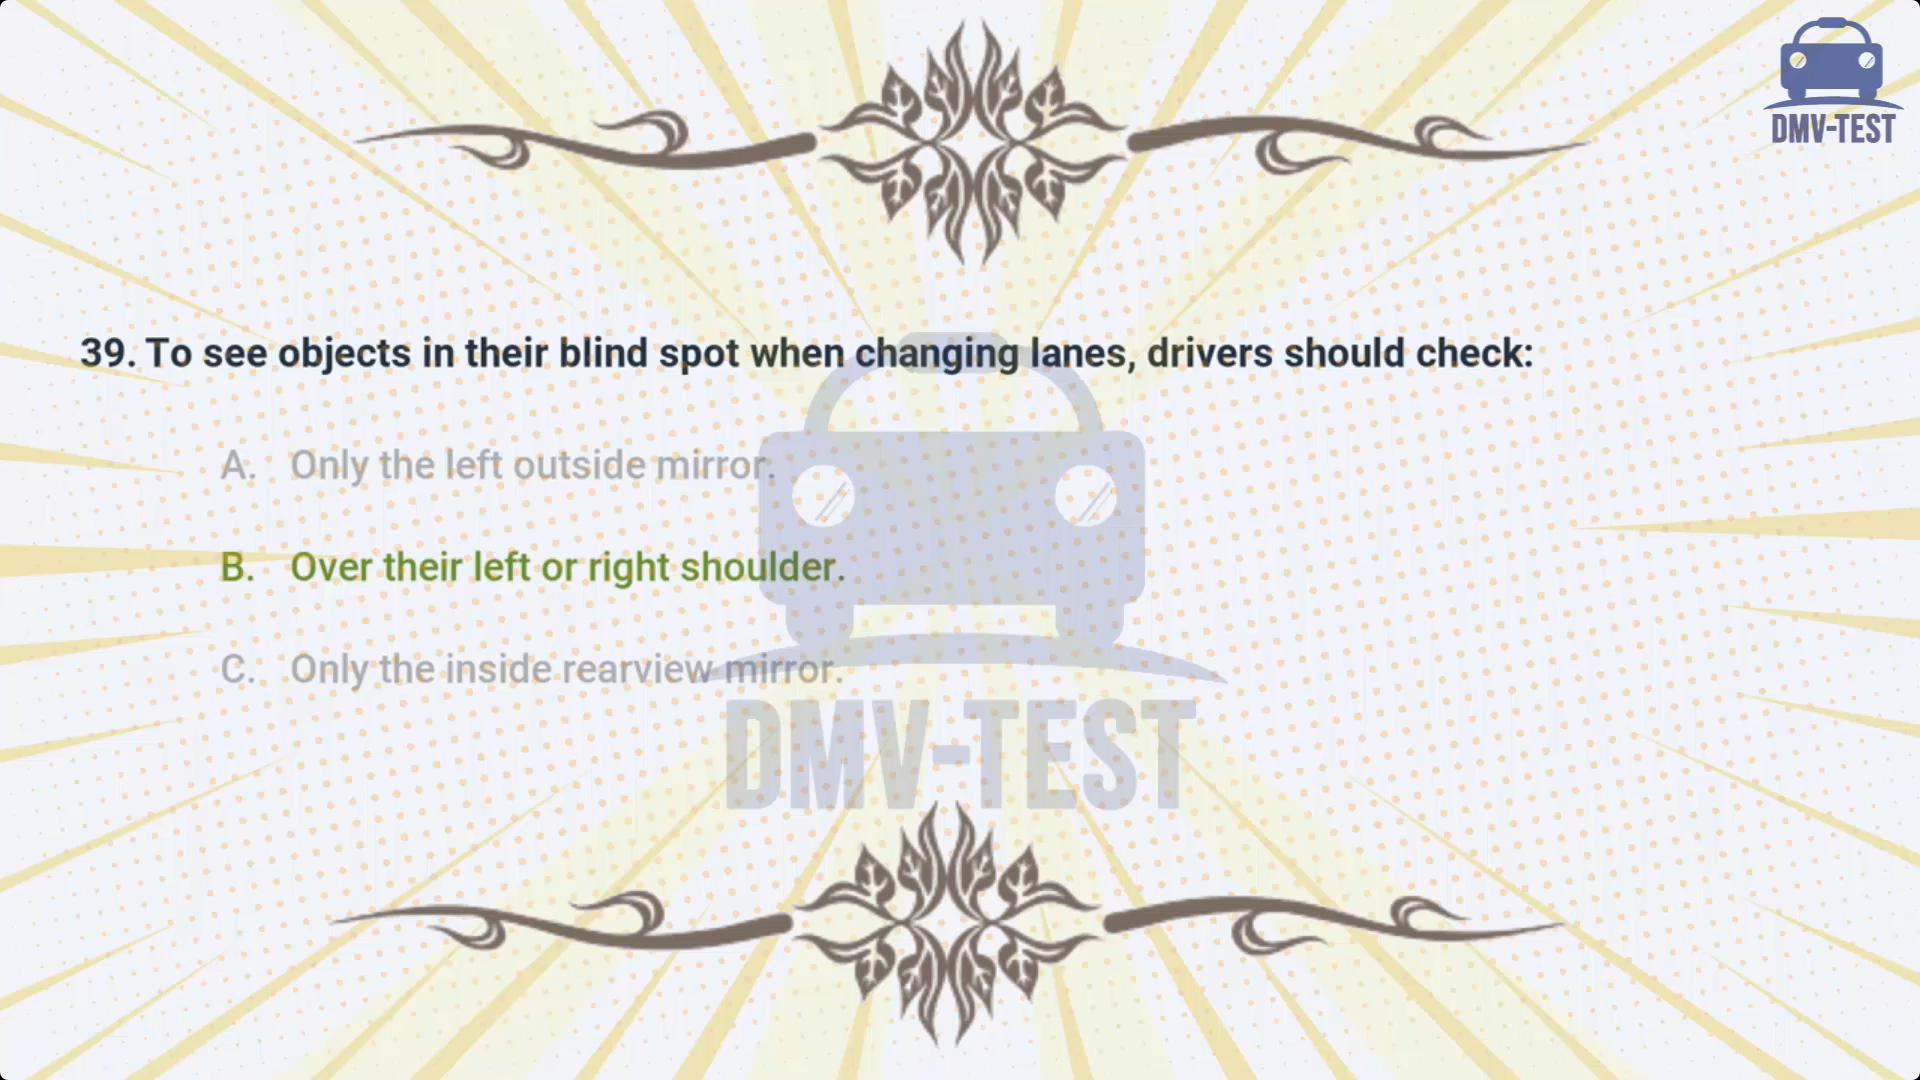 DMV-TEST
39. To see objects in their blind spot when changing lanes, drivers should check:
A. Only the left outside mirror.
B. Over their left or right shoulder.
C. Only the inside rearview mirror.
DMV-TEST